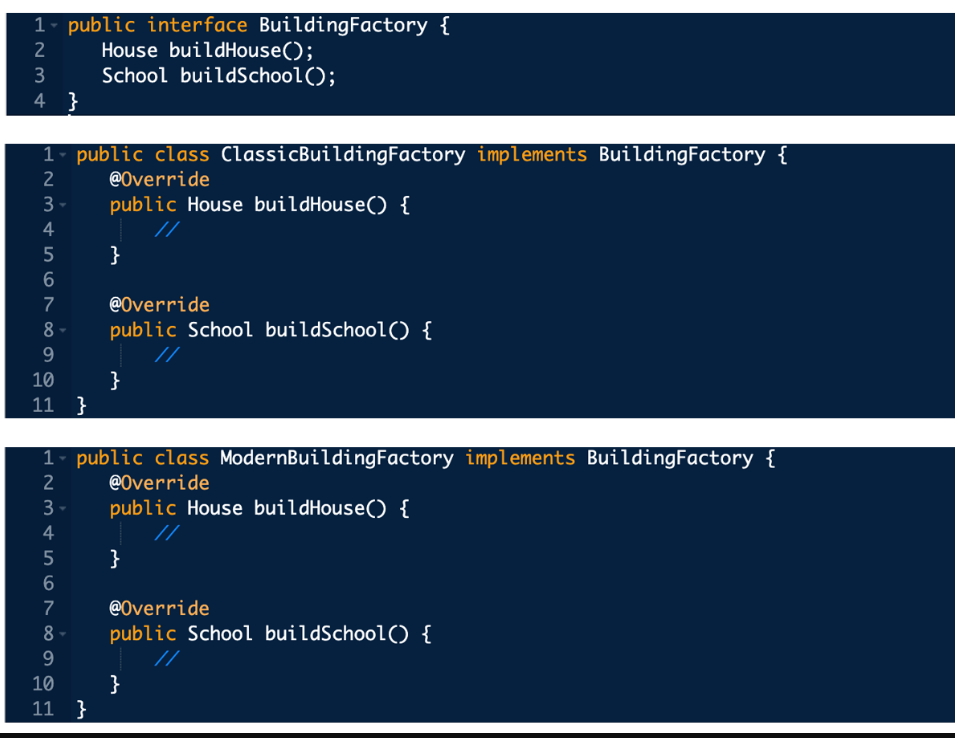 1 public interface BuildingFactory {
2 House buildHouse();
3 School buildSchool();
4 }
1 public class ClassicBuildingFactory implements BuildingFactory {
2 @Override
3 public House buildHouse() {
4 //
5 }
6
7 @Override
8 public School buildSchool() {
9 //
10 }
11 }
1 public class ModernBuildingFactory implements BuildingFactory {
2 @Override
3 public House buildHouse() {
4 //
5 }
6
7 @Override
8 public School buildSchool() {
9 //
10 }
11 }